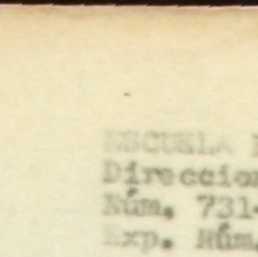 ESCUELA
Direccion
Núm. 731-
Exp. Núm.